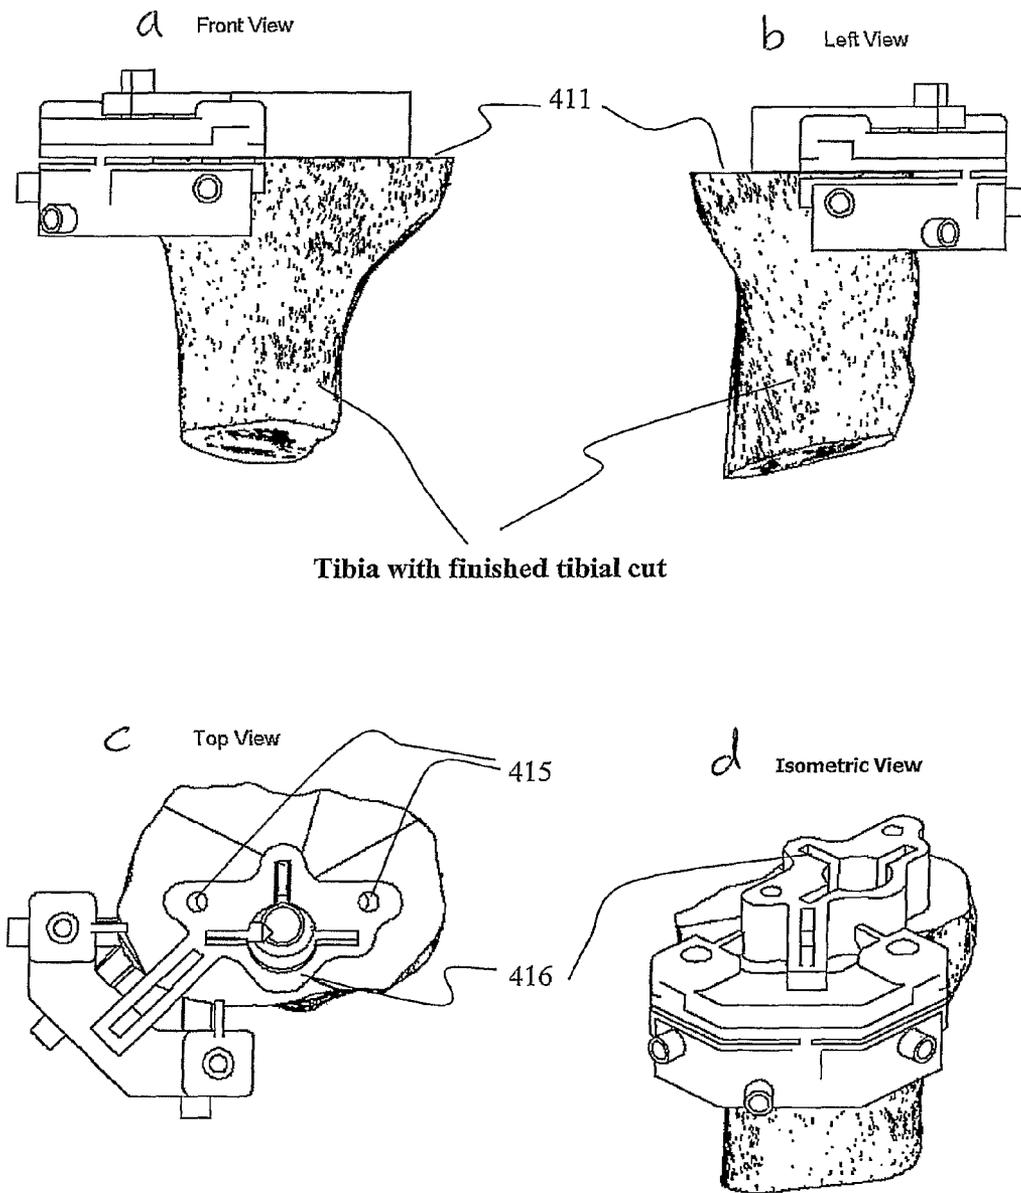 a Front View
b Left View
411
Tibia with finished tibial cut
c Top View
d Isometric View
415
416